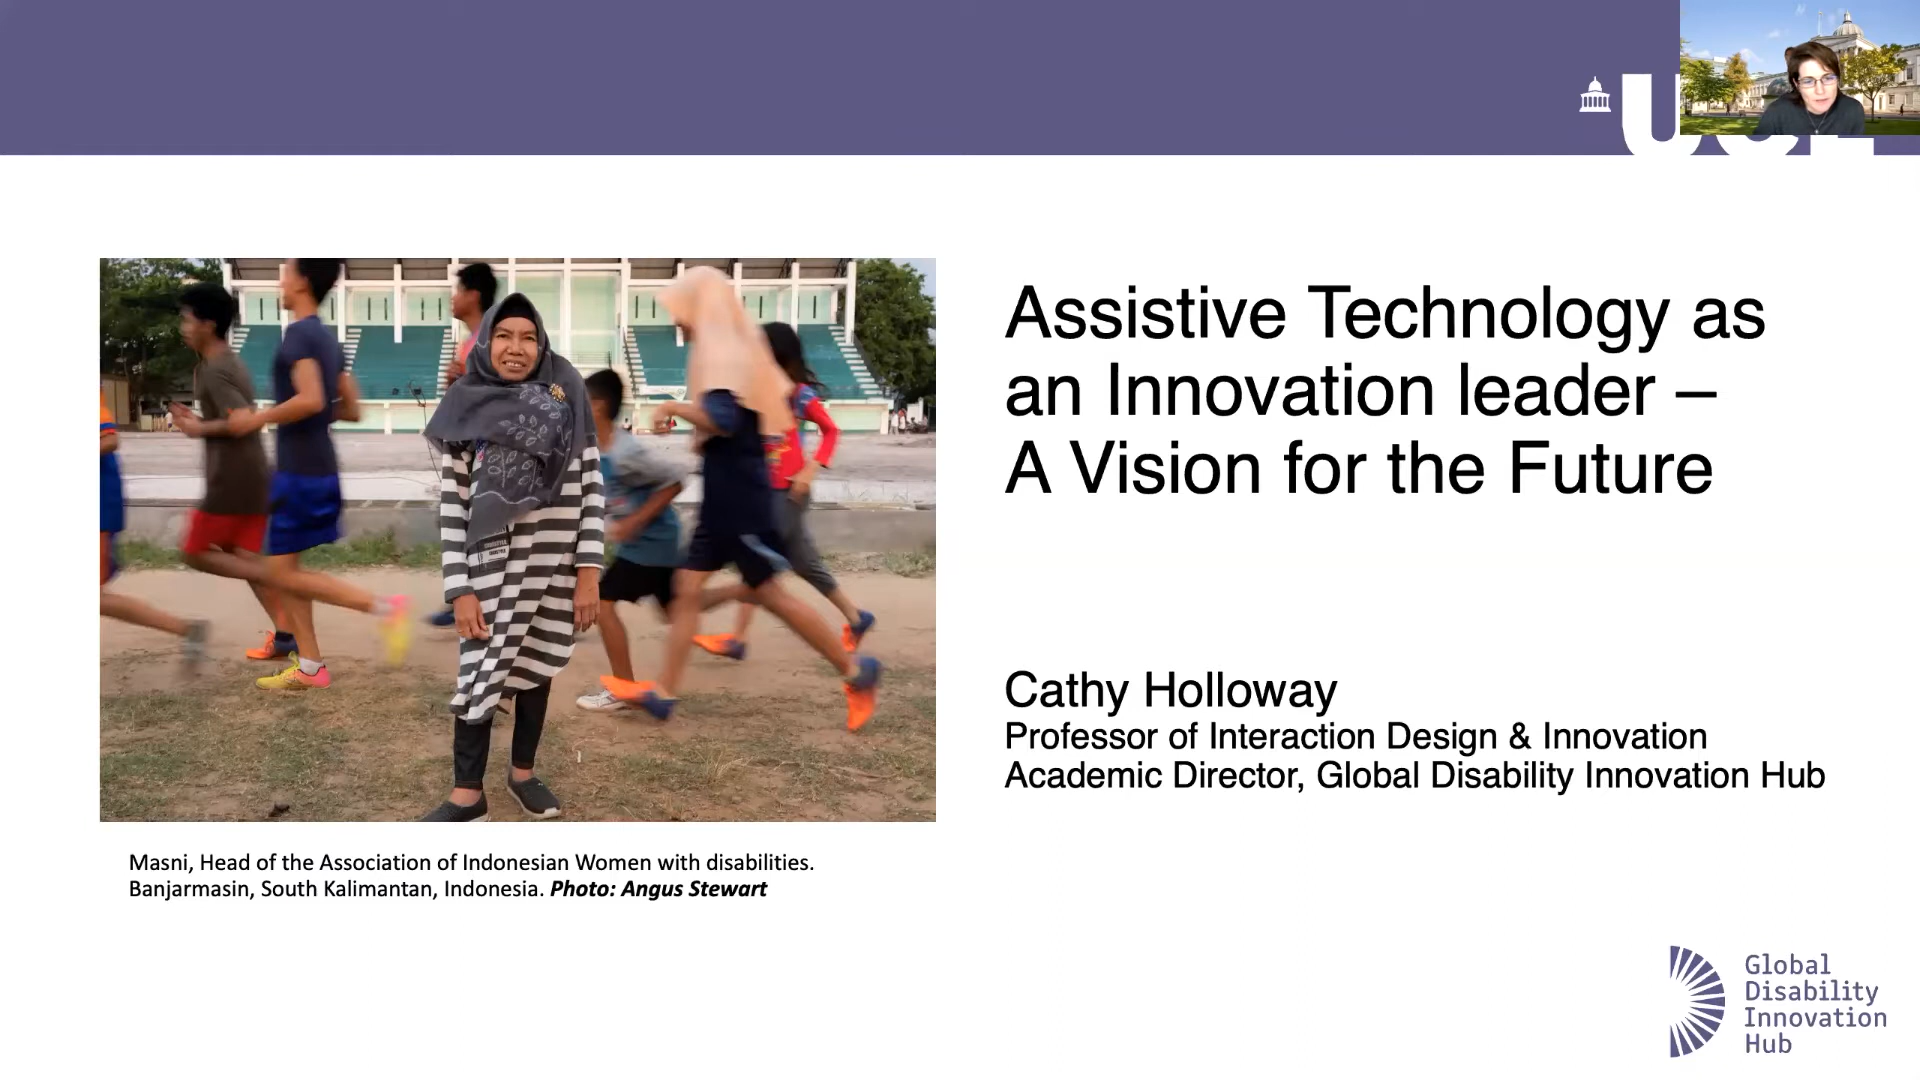 Assistive Technology as
an Innovation leader –
A Vision for the Future
Cathy Holloway
Professor of Interaction Design & Innovation
Academic Director, Global Disability Innovation Hub
Masni, Head of the Association of Indonesian Women with disabilities.
Banjarmasin, South Kalimantan, Indonesia. Photo: Angus Stewart
Global
Disability
Innovation
Hub